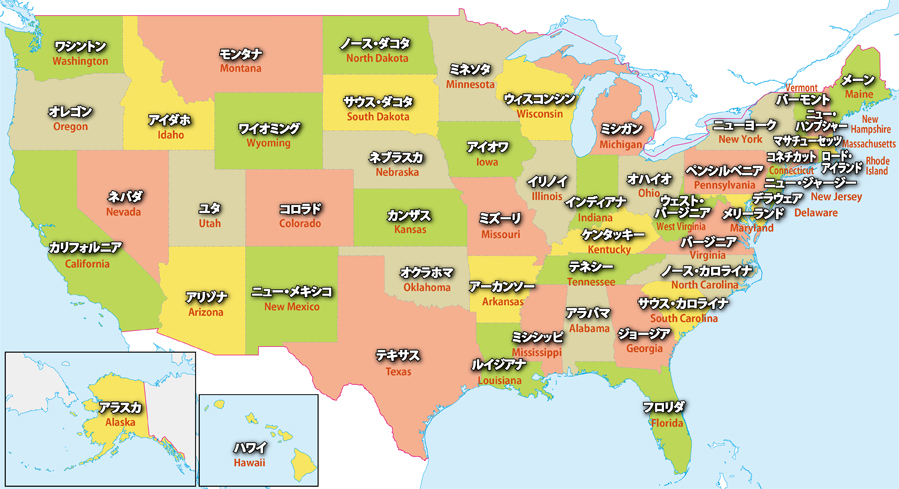 ワシントン
Washington
モンタナ
Montana
ノース・ダコタ
North Dakota
ミネソタ
Minnesota
オレゴン
Oregon
アイダホ
Idaho
ワイオミング
Wyoming
サウス・ダコタ
South Dakota
ウィスコンシン
Wisconsin
ミシガン
Michigan
ニューヨーク
New York
Vermont
バーモント
メーン
Maine
ニュー・
ハンプシャー
New
Hampshire
マサチューセッツ
Massachusetts
コネチカット
Connecticut
ロード・
アイランド
Rhode
Island
ネバダ
Nevada
ユタ
Utah
コロラド
Colorado
ネブラスカ
Nebraska
アイオワ
Iowa
イリノイ
Illinois
インディアナ
Indiana
オハイオ
Ohio
ペンシルベニア
Pennsylvania
ニュー・ジャージー
New Jersey
デラウェア
Delaware
メリーランド
Maryland
ウェスト・
バージニア
West Virginia
バージニア
Virginia
カリフォルニア
California
カンザス
Kansas
ミズーリ
Missouri
ケンタッキー
Kentucky
テネシー
Tennessee
ノース・カロライナ
North Carolina
サウス・カロライナ
South Carolina
アリゾナ
Arizona
ニュー・メキシコ
New Mexico
オクラホマ
Oklahoma
アーカンソー
Arkansas
テキサス
Texas
ルイジアナ
Louisiana
ミシシッピ
Mississippi
アラバマ
Alabama
ジョージア
Georgia
フロリダ
Florida
アラスカ
Alaska
ハワイ
Hawaii